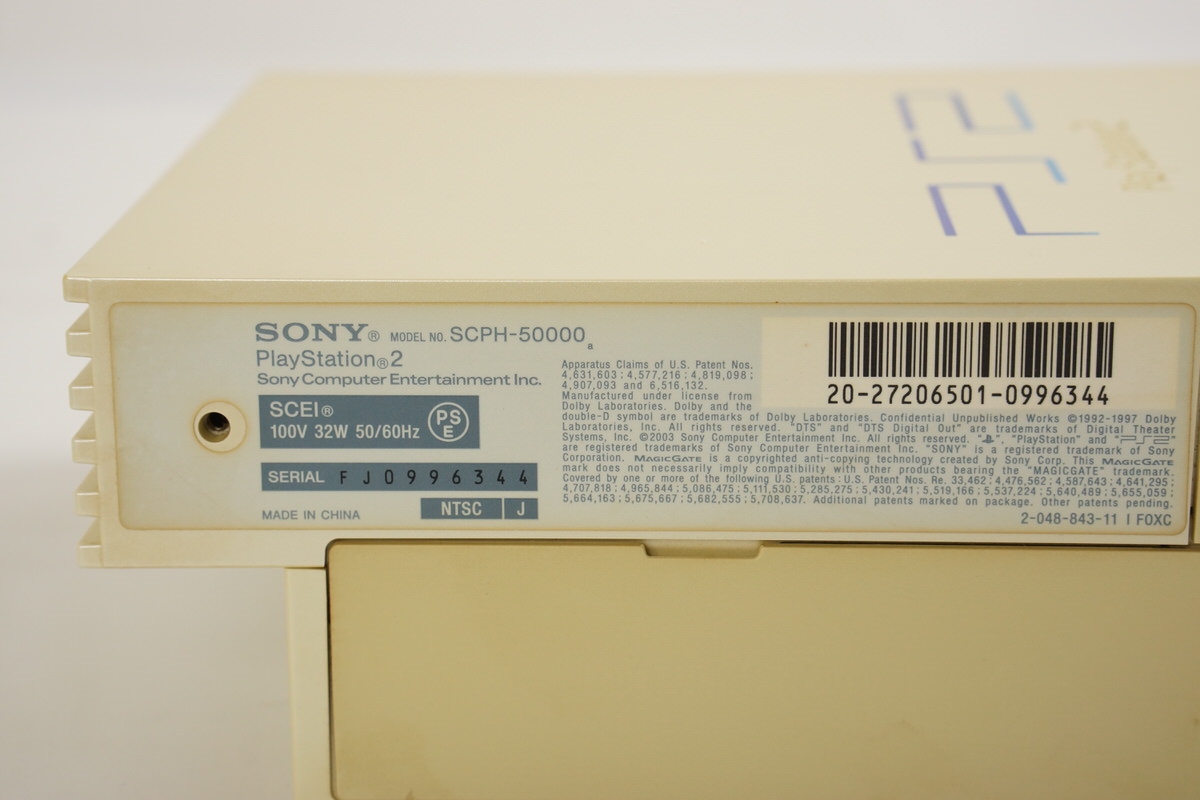 PS2
SONY® MODEL NO. SCPH-50000 a
PlayStation®2
Sony Computer Entertainment Inc.
SCEI®
100V 32W 50/60Hz
PS
E
SERIAL FJ0996344
MADE IN CHINA
NTSC J
20-27206501-0996344
Apparatus Claims of U.S. Patent Nos.
4,631,603 ; 4,577,216 ; 4,819,098 ;
4,907,093 and 6,516,132.
Manufactured under license from
Dolby Laboratories. Dolby and the
double-D symbol are trademarks of Dolby Laboratories. Confidential Unpublished Works ©1992-1997 Dolby
Laboratories, Inc. All rights reserved. "DTS" and "DTS Digital Out" are trademarks of Digital Theater
Systems, Inc. ©2003 Sony Computer Entertainment Inc. All rights reserved. " ", "PlayStation" and "PS2"
are registered trademarks of Sony Computer Entertainment Inc. "SONY" is a registered trademark of Sony
Corporation. MAGICGATE is a copyrighted anti-copying technology created by Sony Corp. This MAGICGATE
mark does not necessarily imply compatibility with other products bearing the "MAGICGATE" trademark.
Covered by one or more of the following U.S. patents : U.S. Patent Nos. Re. 33,462 ; 4,476,562 ; 4,587,643 ; 4,641,295 ;
4,707,818 ; 4,965,844 ; 5,086,475 ; 5,111,530 ; 5,285,275 ; 5,430,241 ; 5,519,166 ; 5,537,224 ; 5,640,489 ; 5,655,059 ;
5,664,163 ; 5,675,667 ; 5,682,555 ; 5,708,637. Additional patents marked on package. Other patents pending.
2-048-843-11 I FOXC